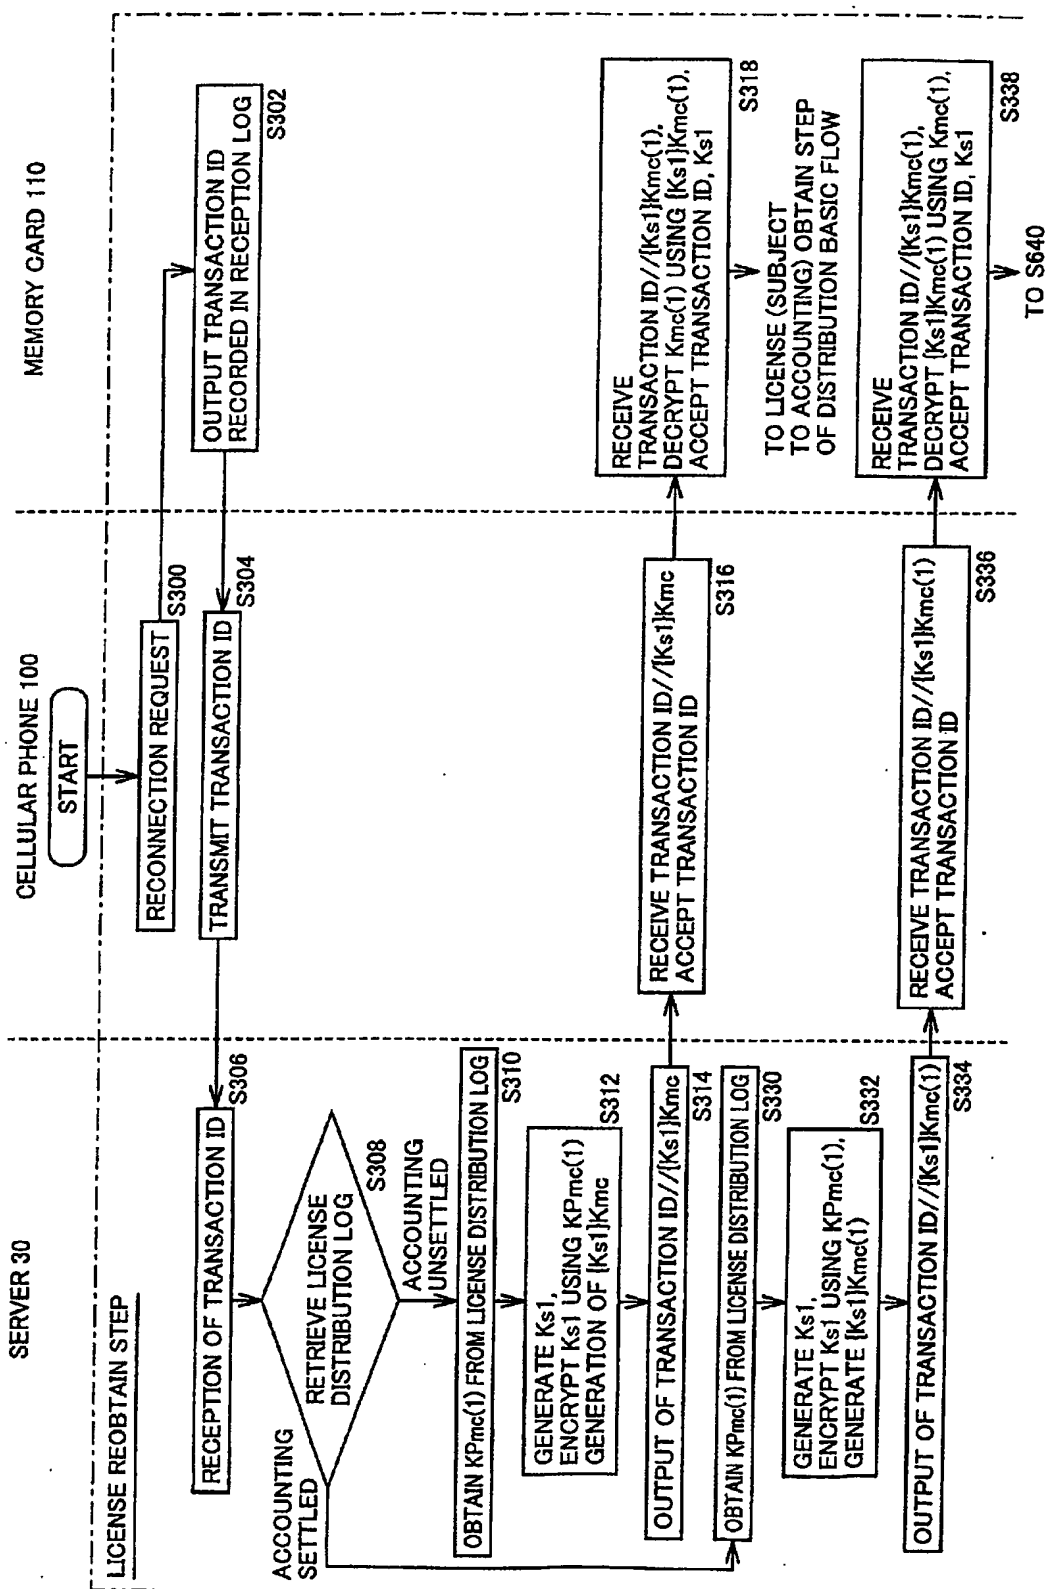 SERVER 30
CELLULAR PHONE 100
MEMORY CARD 110
LICENSE REOBTAIN STEP
START
RECONNECTION REQUEST
S300
OUTPUT TRANSACTION ID
RECORDED IN RECEPTION LOG
S302
TRANSMIT TRANSACTION ID
S304
RECEPTION OF TRANSACTION ID
S306
RETRIEVE LICENSE
DISTRIBUTION LOG
S308
ACCOUNTING
SETTLED
ACCOUNTING
UNSETTLED
OBTAIN KPmc(1) FROM LICENSE DISTRIBUTION LOG
S310
GENERATE Ks1,
ENCRYPT Ks1 USING KPmc(1)
GENERATION OF {Ks1}Kmc
S312
OUTPUT OF TRANSACTION ID//{Ks1}Kmc
S314
RECEIVE TRANSACTION ID//{Ks1}Kmc
ACCEPT TRANSACTION ID
S316
RECEIVE
TRANSACTION ID//{Ks1}Kmc(1),
DECRYPT Kmc(1) USING {Ks1}Kmc(1),
ACCEPT TRANSACTION ID, Ks1
S318
TO LICENSE (SUBJECT
TO ACCOUNTING) OBTAIN STEP
OF DISTRIBUTION BASIC FLOW
OBTAIN KPmc(1) FROM LICENSE DISTRIBUTION LOG
S330
GENERATE Ks1,
ENCRYPT Ks1 USING KPmc(1),
GENERATE {Ks1}Kmc(1)
S332
OUTPUT OF TRANSACTION ID//{Ks1}Kmc(1)
S334
RECEIVE TRANSACTION ID//{Ks1}Kmc(1)
ACCEPT TRANSACTION ID
S336
RECEIVE
TRANSACTION ID//{Ks1}Kmc(1),
DECRYPT {Ks1}Kmc(1) USING Kmc(1),
ACCEPT TRANSACTION ID, Ks1
S338
TO S640